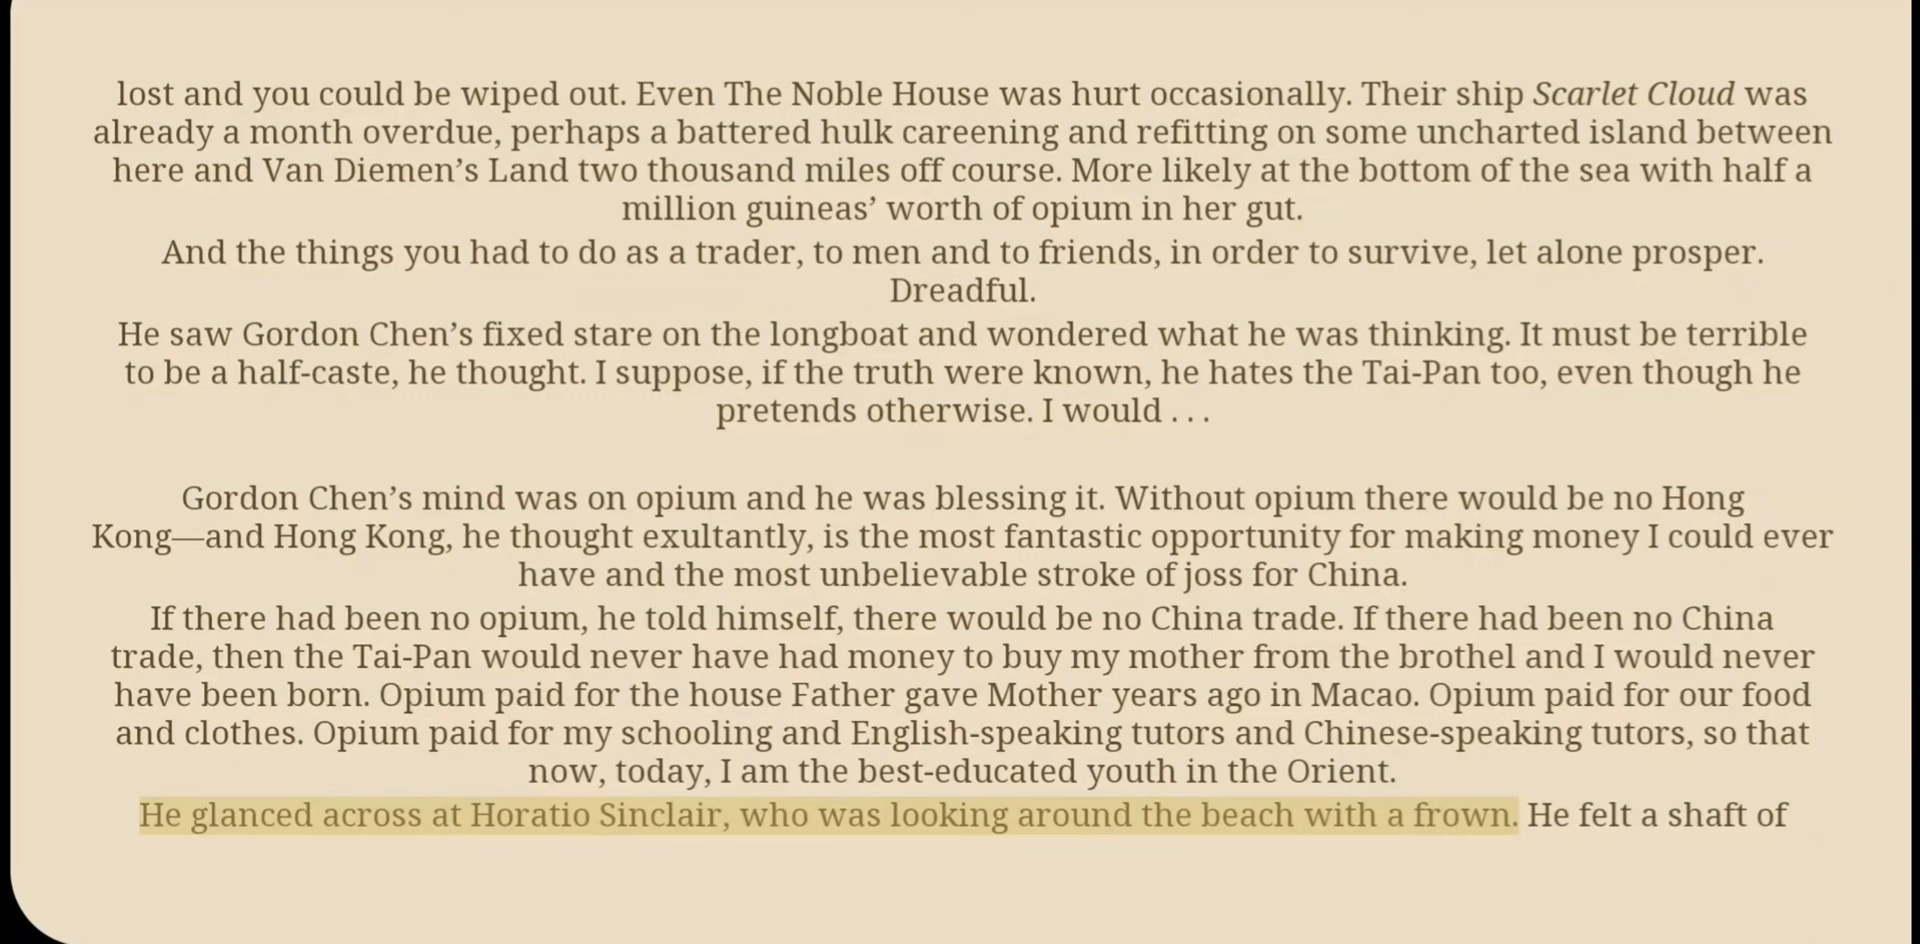 lost and you could be wiped out. Even The Noble House was hurt occasionally. Their ship Scarlet Cloud was
already a month overdue, perhaps a battered hulk careening and refitting on some uncharted island between
here and Van Diemen’s Land two thousand miles off course. More likely at the bottom of the sea with half a
million guineas’ worth of opium in her gut.
And the things you had to do as a trader, to men and to friends, in order to survive, let alone prosper.
Dreadful.
He saw Gordon Chen’s fixed stare on the longboat and wondered what he was thinking. It must be terrible
to be a half-caste, he thought. I suppose, if the truth were known, he hates the Tai-Pan too, even though he
pretends otherwise. I would . . .
Gordon Chen’s mind was on opium and he was blessing it. Without opium there would be no Hong
Kong—and Hong Kong, he thought exultantly, is the most fantastic opportunity for making money I could ever
have and the most unbelievable stroke of joss for China.
If there had been no opium, he told himself, there would be no China trade. If there had been no China
trade, then the Tai-Pan would never have had money to buy my mother from the brothel and I would never
have been born. Opium paid for the house Father gave Mother years ago in Macao. Opium paid for our food
and clothes. Opium paid for my schooling and English-speaking tutors and Chinese-speaking tutors, so that
now, today, I am the best-educated youth in the Orient.
He glanced across at Horatio Sinclair, who was looking around the beach with a frown. He felt a shaft of